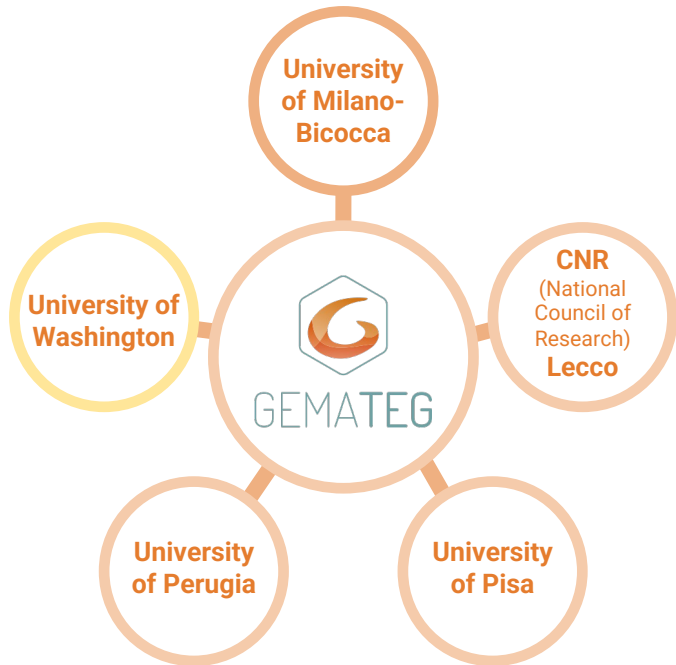 University
of Milano-
Bicocca
University of
Washington
GEMATEG
CNR
(National
Council of
Research)
Lecco
University
of Perugia
University
of Pisa